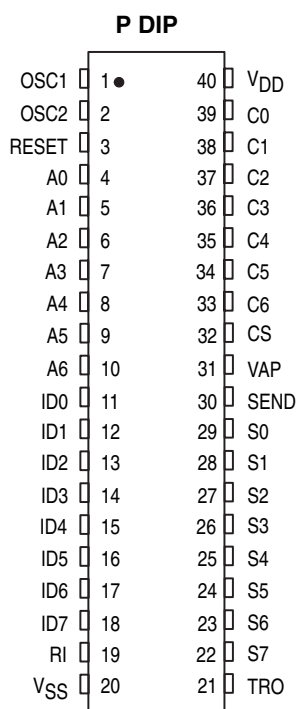 P DIP
OSC1 1 40 VDD
OSC2 2 39 C0
RESET 3 38 C1
A0 4 37 C2
A1 5 36 C3
A2 6 35 C4
A3 7 34 C5
A4 8 33 C6
A5 9 32 CS
A6 10 31 VAP
ID0 11 30 SEND
ID1 12 29 S0
ID2 13 28 S1
ID3 14 27 S2
ID4 15 26 S3
ID5 16 25 S4
ID6 17 24 S5
ID7 18 23 S6
RI 19 22 S7
VSS 20 21 TRO